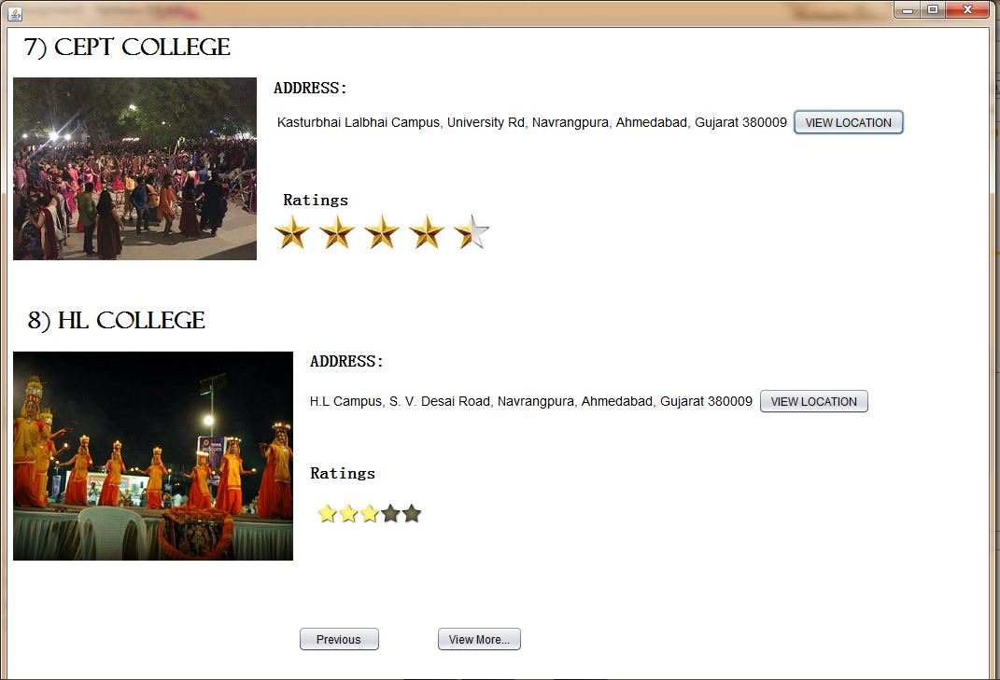 7) CEPT COLLEGE
ADDRESS:
Kasturbhai Lalbhai Campus, University Rd, Navrangpura, Ahmedabad, Gujarat 380009 VIEW LOCATION
Ratings
8) HL COLLEGE
ADDRESS:
H.L Campus, S. V. Desai Road, Navrangpura, Ahmedabad, Gujarat 380009 VIEW LOCATION
Ratings
Previous View More...